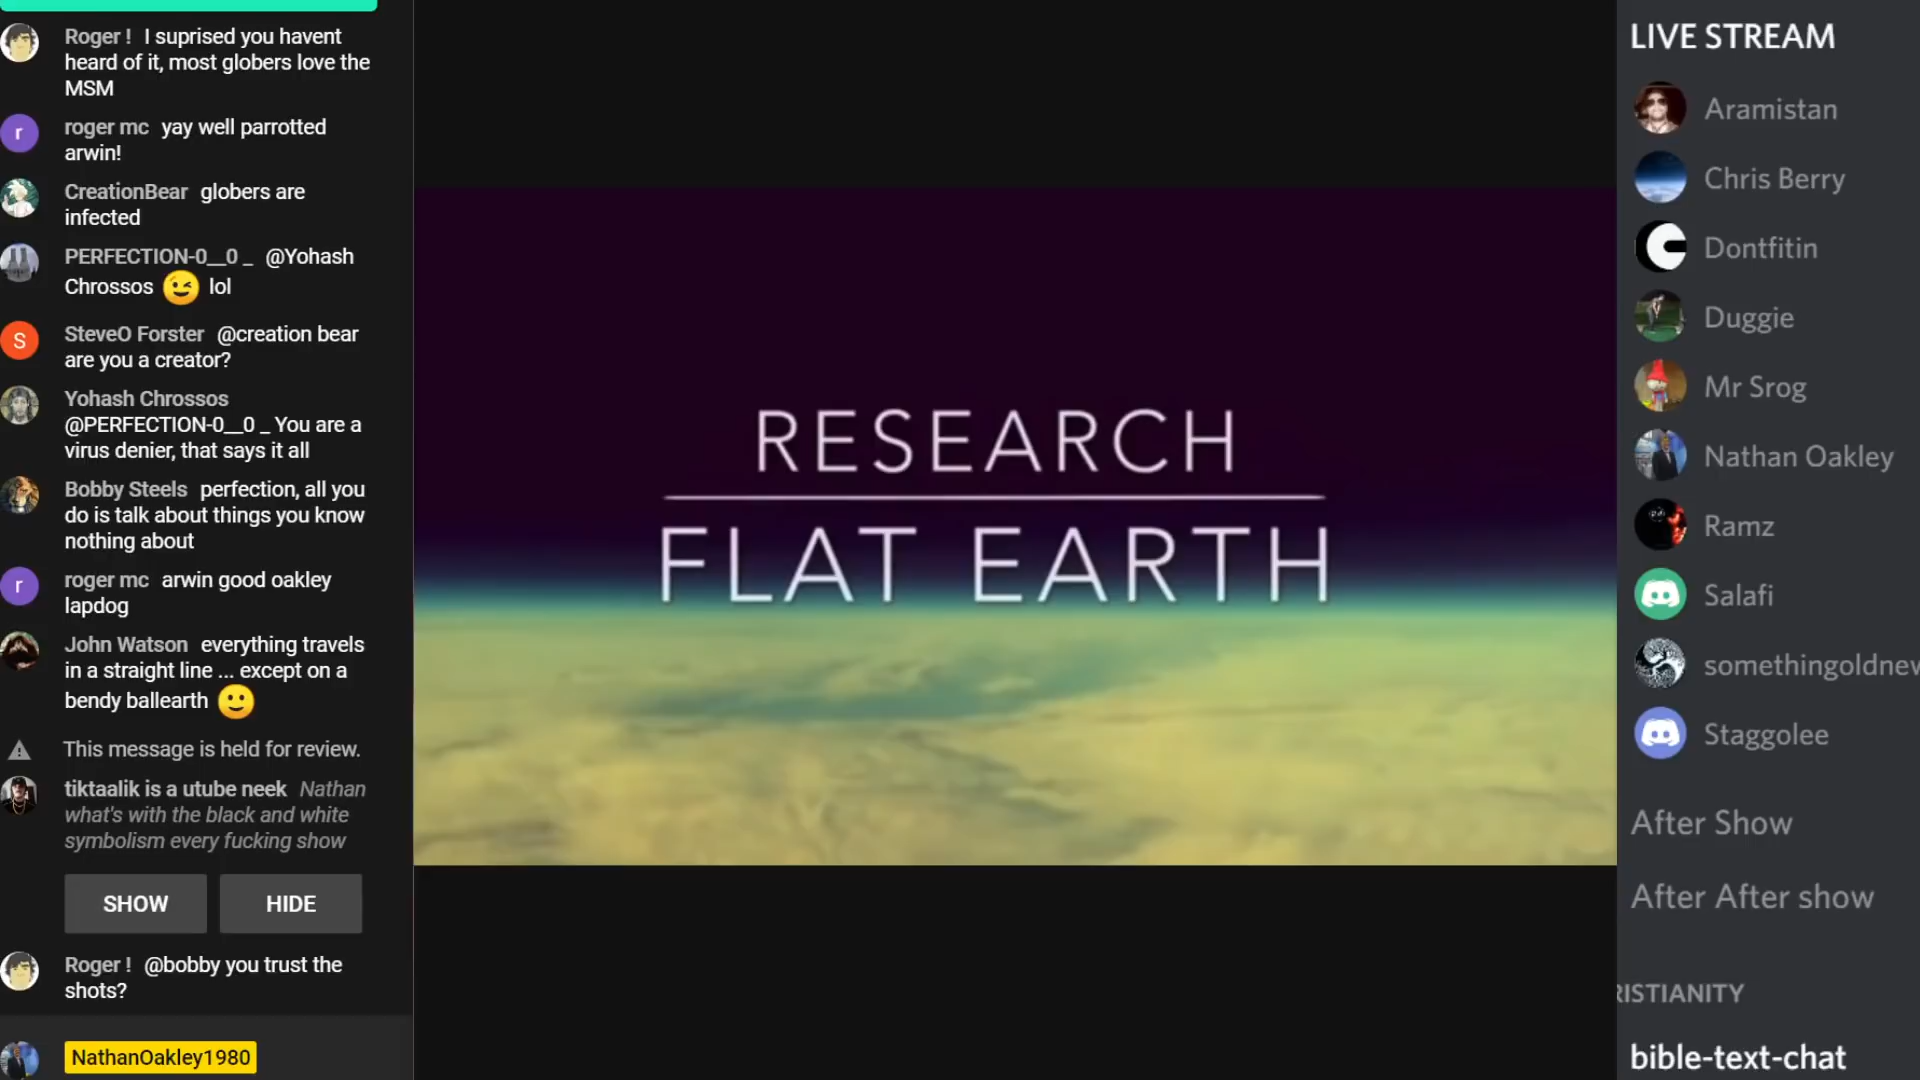 Roger ! I suprised you havent
heard of it, most globers love the
MSM
roger mc yay well parrotted
arwin!
CreationBear globers are
infected
PERFECTION-0__0 _ @Yohash
Chrossos 😉 lol
SteveO Forster @creation bear
are you a creator?
Yohash Chrossos
@PERFECTION-0__0 _ You are a
virus denier, that says it all
Bobby Steels perfection, all you
do is talk about things you know
nothing about
roger mc arwin good oakley
lapdog
John Watson everything travels
in a straight line ... except on a
bendy ballearth 🙂
This message is held for review.
tiktaalik is a utube neek Nathan
what's with the black and white
symbolism every fucking show
SHOW HIDE
Roger ! @bobby you trust the
shots?
NathanOakley1980
RESEARCH
FLAT EARTH
LIVE STREAM
Aramistan
Chris Berry
Dontfitin
Duggie
Mr Srog
Nathan Oakley
Ramz
Salafi
somethingoldnew
Staggolee
After Show
After After show
RISTIANITY
bible-text-chat